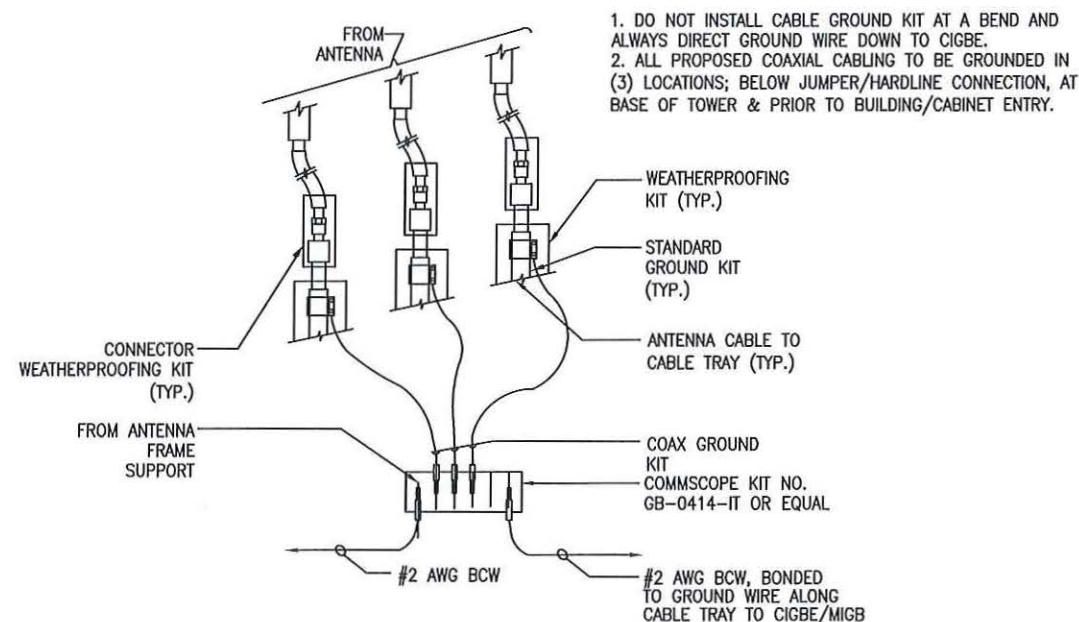 FROM
ANTENNA
1. DO NOT INSTALL CABLE GROUND KIT AT A BEND AND
ALWAYS DIRECT GROUND WIRE DOWN TO CIGBE.
2. ALL PROPOSED COAXIAL CABLING TO BE GROUNDED IN
(3) LOCATIONS; BELOW JUMPER/HARDLINE CONNECTION, AT
BASE OF TOWER & PRIOR TO BUILDING/CABINET ENTRY.
WEATHERPROOFING
KIT (TYP.)
STANDARD
GROUND KIT
(TYP.)
ANTENNA CABLE TO
CABLE TRAY (TYP.)
CONNECTOR
WEATHERPROOFING KIT
(TYP.)
FROM ANTENNA
FRAME
SUPPORT
COAX GROUND
KIT
COMMSCOPE KIT NO.
GB-0414-IT OR EQUAL
#2 AWG BCW
#2 AWG BCW, BONDED
TO GROUND WIRE ALONG
CABLE TRAY TO CIGBE/MIGB